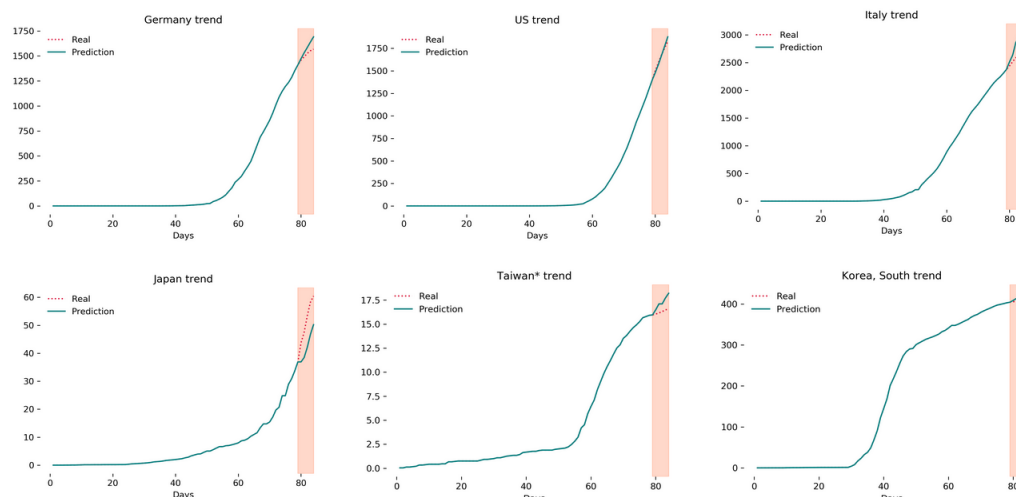 Germany trend
1750
1500
1250
1000
750
500
250
0
Real
Prediction
0 20 40 60 80
Days
US trend
1750
1500
1250
1000
750
500
250
0
Real
Prediction
0 20 40 60 80
Days
Italy trend
3000
2500
2000
1500
1000
500
0
Real
Prediction
0 20 40 60 80
Days
Japan trend
60
50
40
30
20
10
0
Real
Prediction
0 20 40 60 80
Days
Taiwan* trend
17.5
15.0
12.5
10.0
7.5
5.0
2.5
0.0
Real
Prediction
0 20 40 60 80
Days
Korea, South trend
400
300
200
100
0
Real
Prediction
0 20 40 60 80
Days